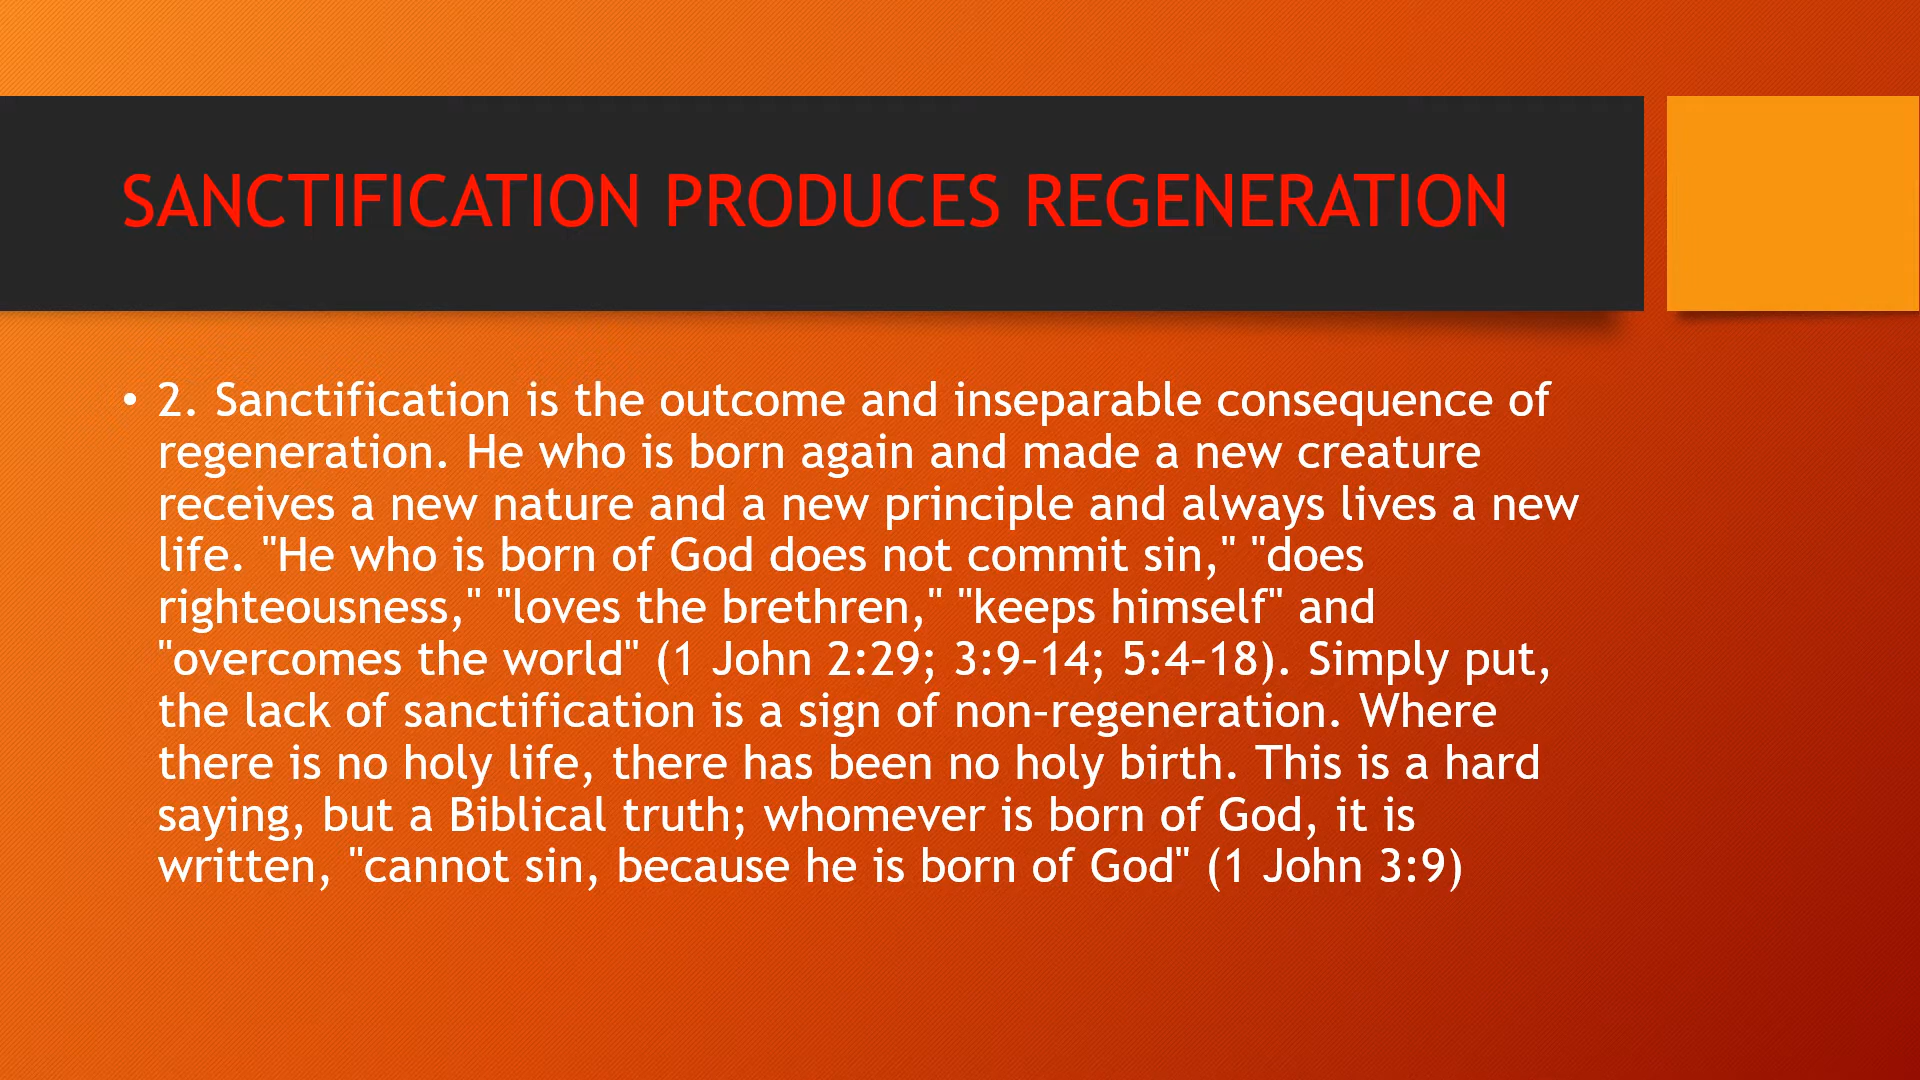 SANCTIFICATION PRODUCES REGENERATION
• 2. Sanctification is the outcome and inseparable consequence of
regeneration. He who is born again and made a new creature
receives a new nature and a new principle and always lives a new
life. "He who is born of God does not commit sin," "does
righteousness," "loves the brethren," "keeps himself" and
"overcomes the world" (1 John 2:29; 3:9-14; 5:4-18). Simply put,
the lack of sanctification is a sign of non-regeneration. Where
there is no holy life, there has been no holy birth. This is a hard
saying, but a Biblical truth; whomever is born of God, it is
written, "cannot sin, because he is born of God" (1 John 3:9)